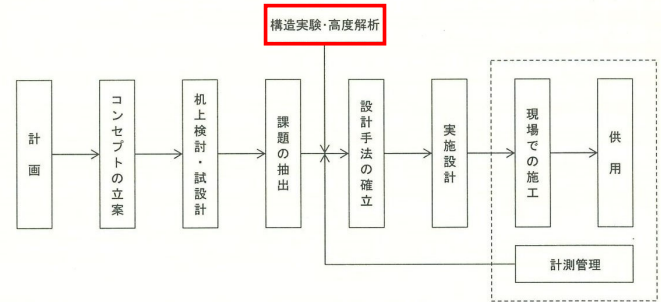 構造実験・高度解析
計画
コンセプトの立案
机上検討・試設計
課題の抽出
設計手法の確立
実施設計
現場での施工
供用
計測管理